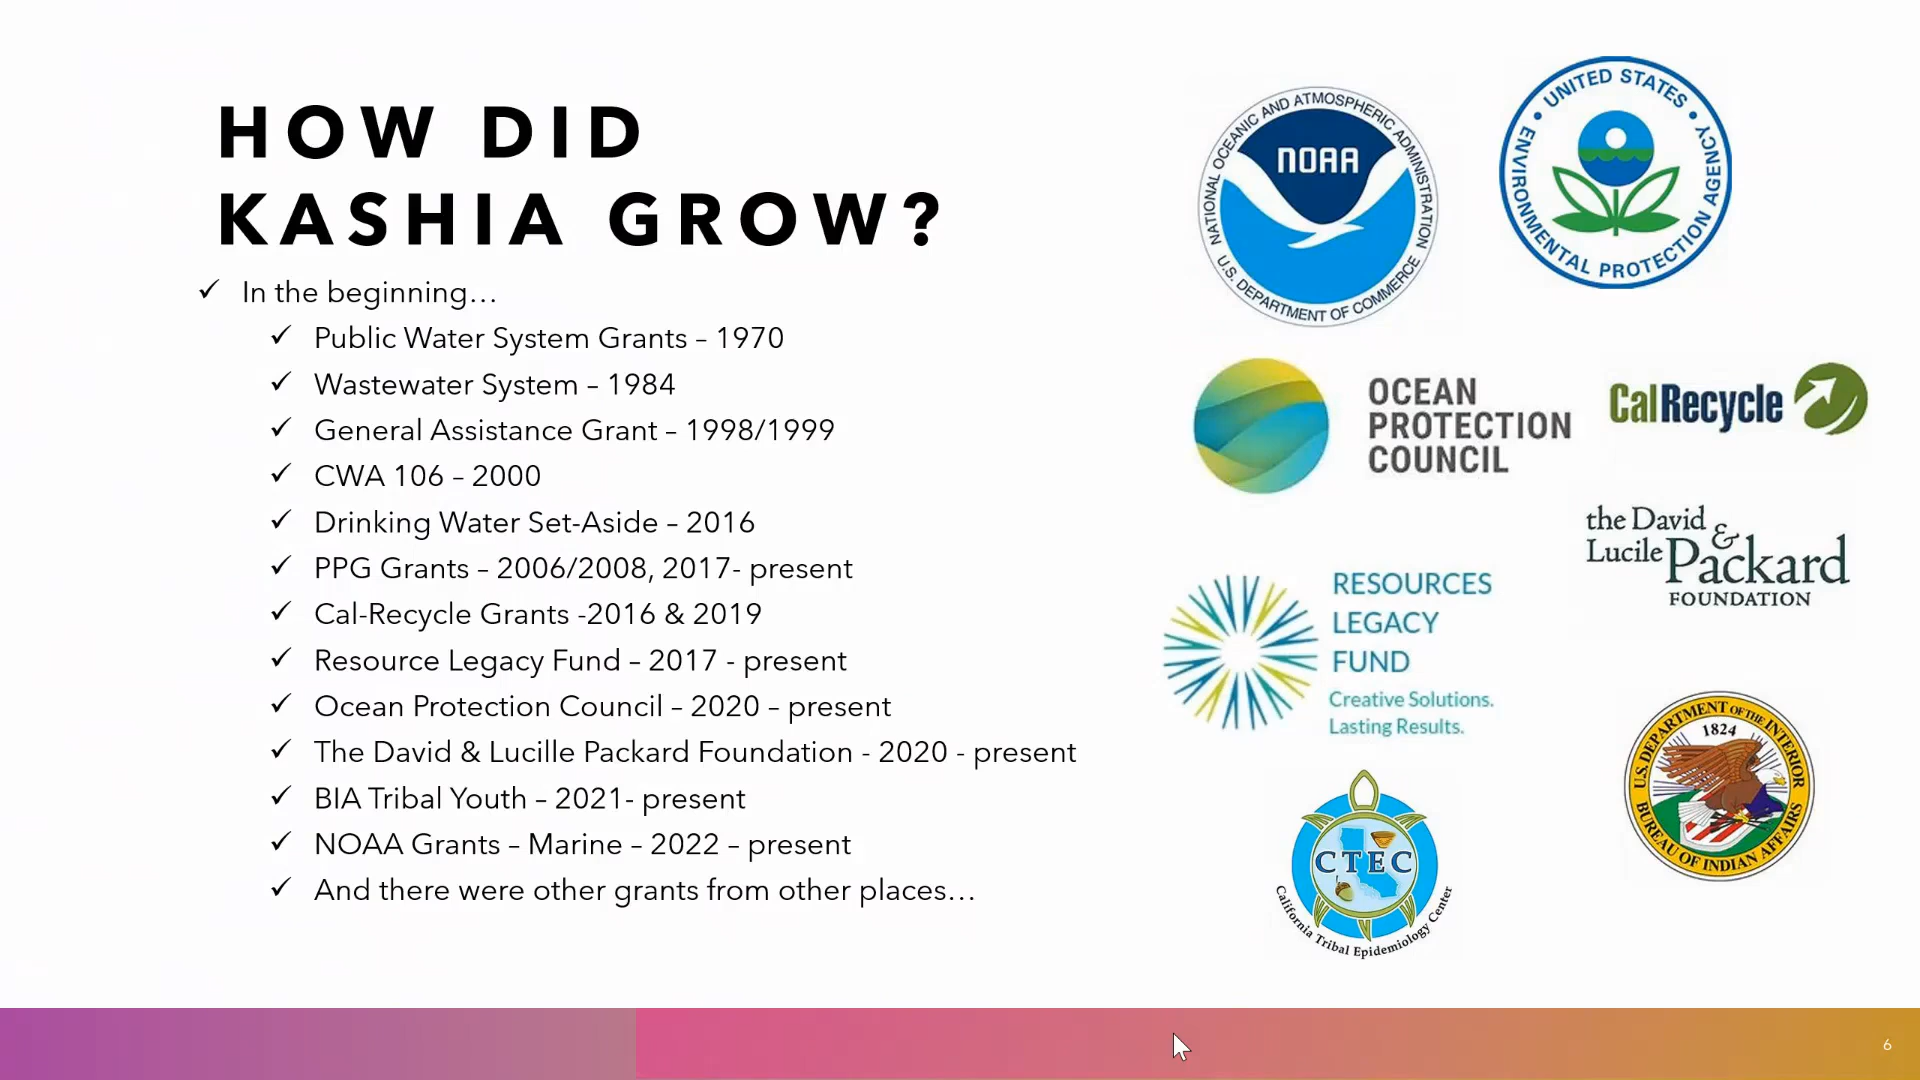 HOW DID
KASHIA GROW?
In the beginning…
Public Water System Grants – 1970
Wastewater System – 1984
General Assistance Grant – 1998/1999
CWA 106 – 2000
Drinking Water Set-Aside – 2016
PPG Grants – 2006/2008, 2017- present
Cal-Recycle Grants -2016 & 2019
Resource Legacy Fund – 2017 - present
Ocean Protection Council – 2020 – present
The David & Lucille Packard Foundation - 2020 - present
BIA Tribal Youth – 2021- present
NOAA Grants – Marine – 2022 – present
And there were other grants from other places…
NATIONAL OCEANIC AND ATMOSPHERIC ADMINISTRATION
NOAA
U.S. DEPARTMENT OF COMMERCE
UNITED STATES
ENVIRONMENTAL PROTECTION AGENCY
OCEAN
PROTECTION
COUNCIL
CalRecycle
the David &
Lucile Packard
FOUNDATION
RESOURCES
LEGACY
FUND
Creative Solutions.
Lasting Results.
U.S. DEPARTMENT OF THE INTERIOR
1824
BUREAU OF INDIAN AFFAIRS
CTEC
California Tribal Epidemiology Center
6